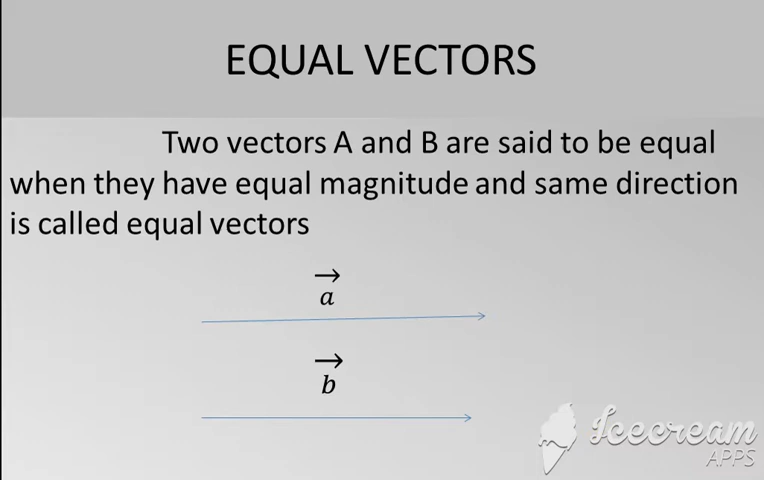 EQUAL VECTORS
Two vectors A and B are said to be equal
when they have equal magnitude and same direction
is called equal vectors
a
b
Icecream
APPS